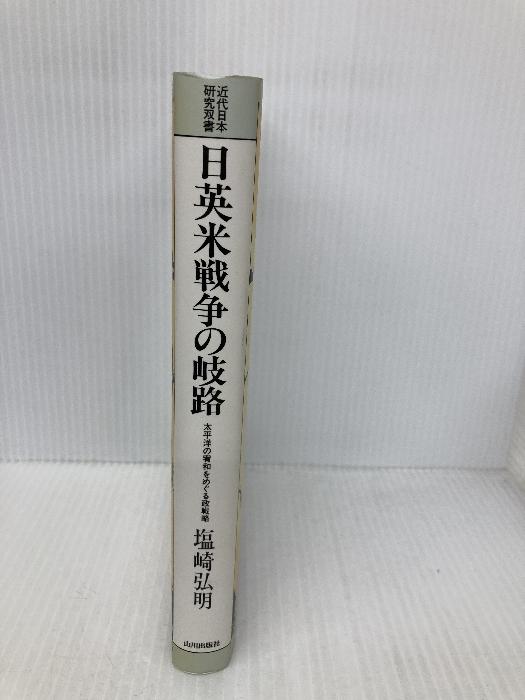 近代日本
研究双書
日英米戦争の岐路
太平洋の宥和をめぐる政戦略
塩崎弘明
山川出版社